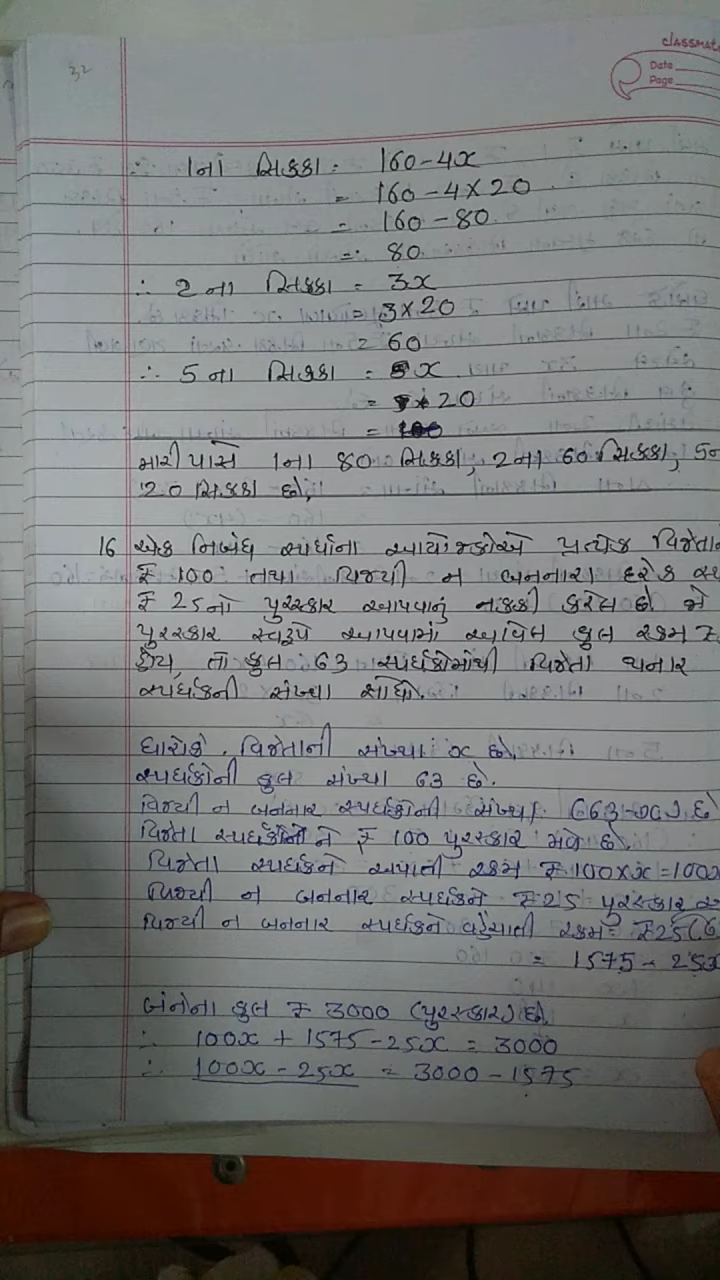 32
classmat
Date
Page
∴ 1ના સિક્કા = 160-4x
= 160-4×20
= 160-80
= 80
∴ 2 ના સિક્કા = 3x
= 3×20
= 60
∴ 5 ના સિક્કા = x
= 20
મારી પાસે 1ના 80 સિક્કા, 2ના 60 સિક્કા, 5ન
20 સિક્કા છે.
16 એક નિબંધ સ્પર્ધાના આયોજકોએ પ્રત્યેક વિજેતા
₹ 100 તથા વિજયી ન બનનાર દરેક સ્
₹ 25નો પુરસ્કાર આપવાનું નક્કી કરેલ છે. જો
પુરસ્કાર સ્વરૂપે આપવામાં આવેલ કુલ રકમ ₹
હોય, તો કુલ 63 સ્પર્ધકોમાંથી વિજેતા થનાર
સ્પર્ધકની સંખ્યા શોધો.
ધારોકે, વિજેતાની સંખ્યા x છે.
સ્પર્ધકોની કુલ સંખ્યા 63 છે.
વિજયી ન બનનાર સ્પર્ધકોની સંખ્યા (63-x) છે
વિજેતા સ્પર્ધકોને ₹ 100 પુરસ્કાર મળે છે.
વિજેતા સ્પર્ધકને અપાતી રકમ ₹ 100×x = 100x
વિજયી ન બનનાર સ્પર્ધકને ₹25 પુરસ્કાર
વિજયી ન બનનાર સ્પર્ધકને વહેંચાતી રકમ = ₹25(6
= 1575 - 25x
બંનેના કુલ ₹ 3000 (પુરસ્કાર) છે.
∴ 100x + 1575 - 25x = 3000
∴ 100x - 25x = 3000 - 1575